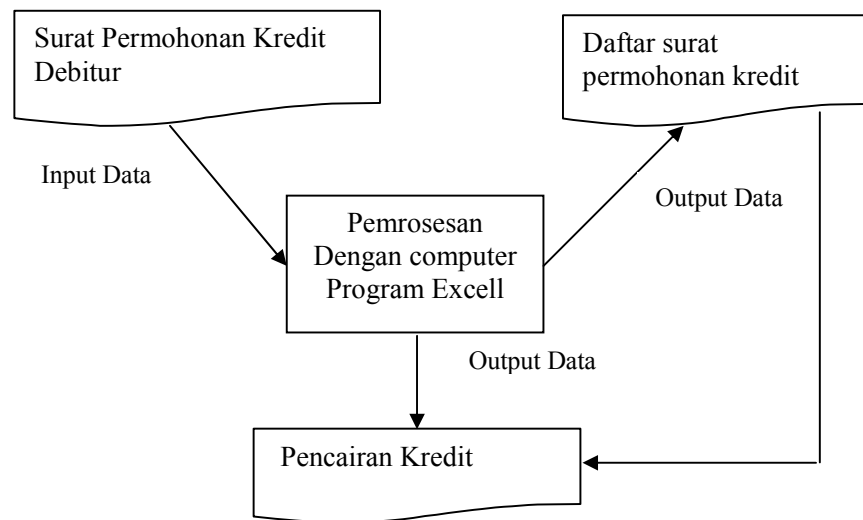 Surat Permohonan Kredit
Debitur
Daftar surat
permohonan kredit
Input Data
Output Data
Pemrosesan
Dengan computer
Program Excell
Output Data
Pencairan Kredit